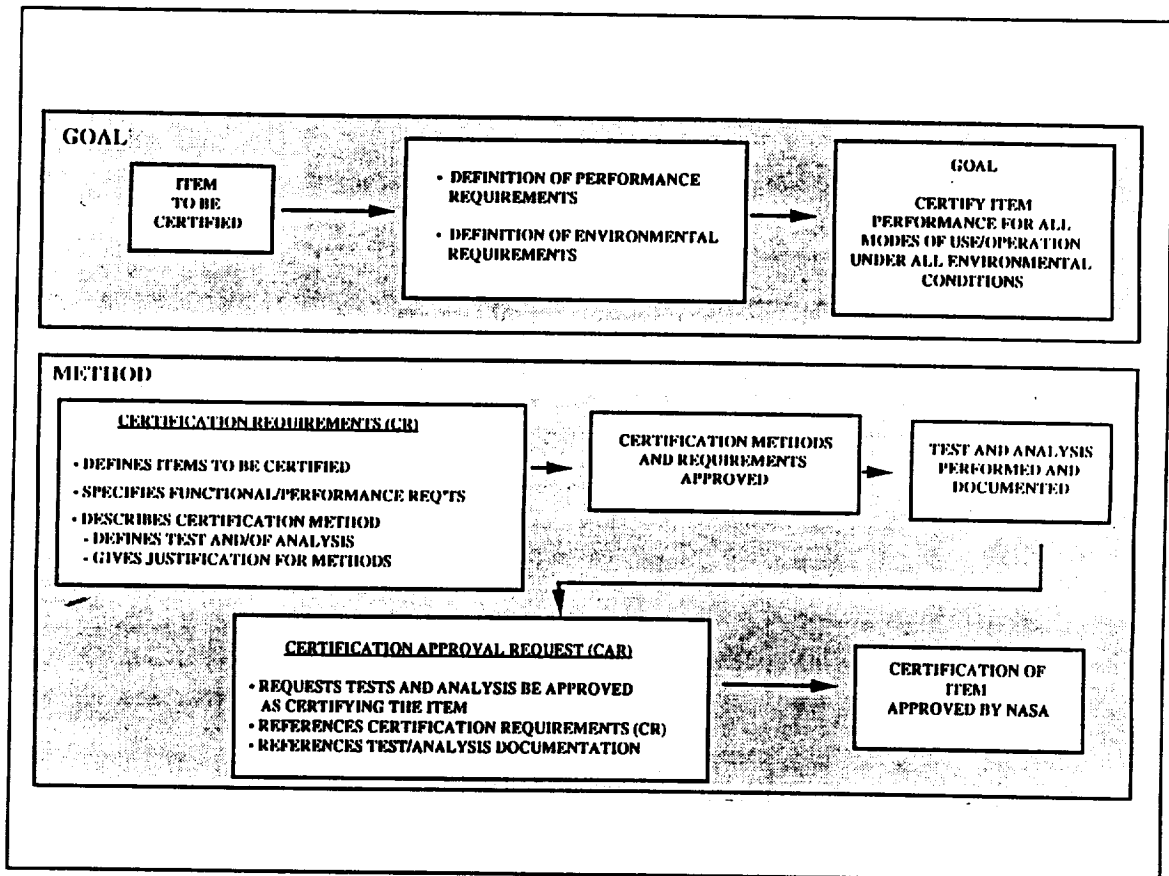 GOAL
ITEM
TO BE
CERTIFIED
• DEFINITION OF PERFORMANCE
REQUIREMENTS
• DEFINITION OF ENVIRONMENTAL
REQUIREMENTS
GOAL
CERTIFY ITEM
PERFORMANCE FOR ALL
MODES OF USE/OPERATION
UNDER ALL ENVIRONMENTAL
CONDITIONS
METHOD
CERTIFICATION REQUIREMENTS (CR)
• DEFINES ITEMS TO BE CERTIFIED
• SPECIFIES FUNCTIONAL/PERFORMANCE REQ'TS
• DESCRIBES CERTIFICATION METHOD
- DEFINES TEST AND/OF ANALYSIS
- GIVES JUSTIFICATION FOR METHODS
CERTIFICATION METHODS
AND REQUIREMENTS
APPROVED
TEST AND ANALYSIS
PERFORMED AND
DOCUMENTED
CERTIFICATION APPROYAL REQUEST (CAR)
• REQUESTS TESTS AND ANALYSIS BE APPROVED
AS CERTIFYING THE ITEM
• REFERENCES CERTIFICATION REQUIREMENTS (CR)
• REFERENCES TEST/ANALYSIS DOCUMENTATION
CERTIFICATION OF
ITEM
APPROVED BY NASA